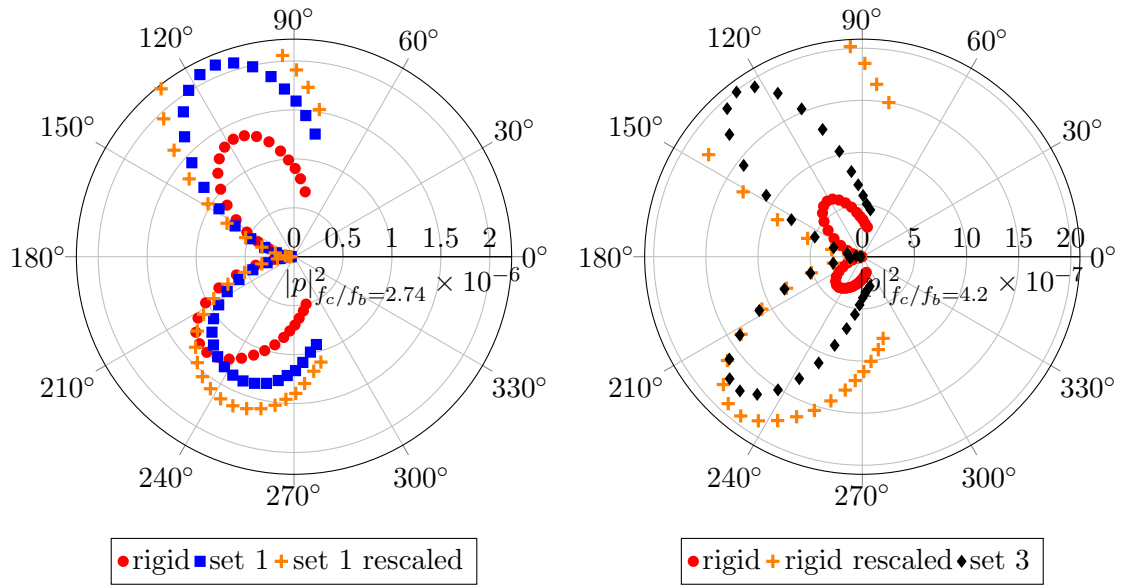 90° 90°
120° 60° 120° 60°
150° 30° 150° 30°
180° 0 0.5 1 1.5 2 0° 180° 0 5 10 15 20 0°
|p|²_{f_c/f_b=2.74} × 10^{-6} |p|²_{f_c/f_b=4.2} × 10^{-7}
210° 330° 210° 330°
240° 300° 240° 300°
270° 270°
rigid set 1 set 1 rescaled rigid rigid rescaled set 3